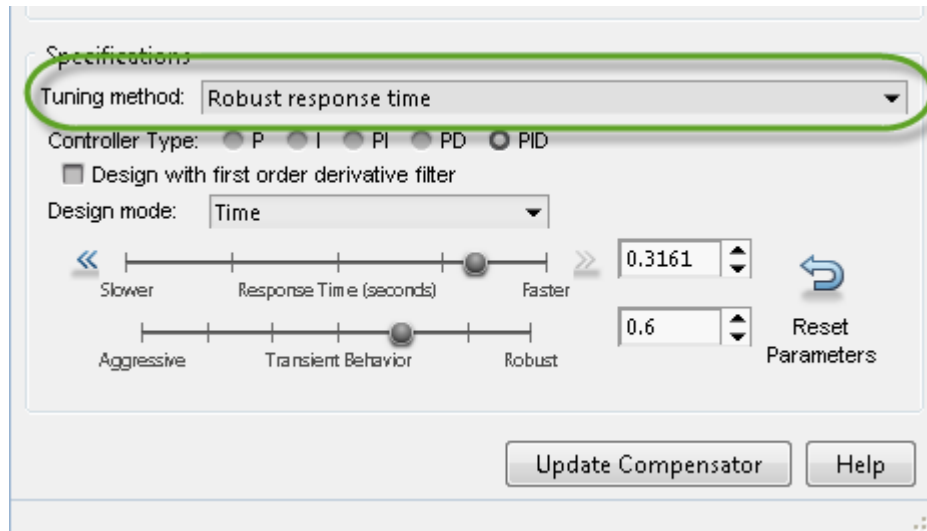 Specifications
Tuning method: Robust response time
Controller Type: P I PI PD PID
Design with first order derivative filter
Design mode: Time
0.3161
Slower Response Time (seconds) Faster
0.6
Aggressive Transient Behavior Robust
Reset
Parameters
Update Compensator Help